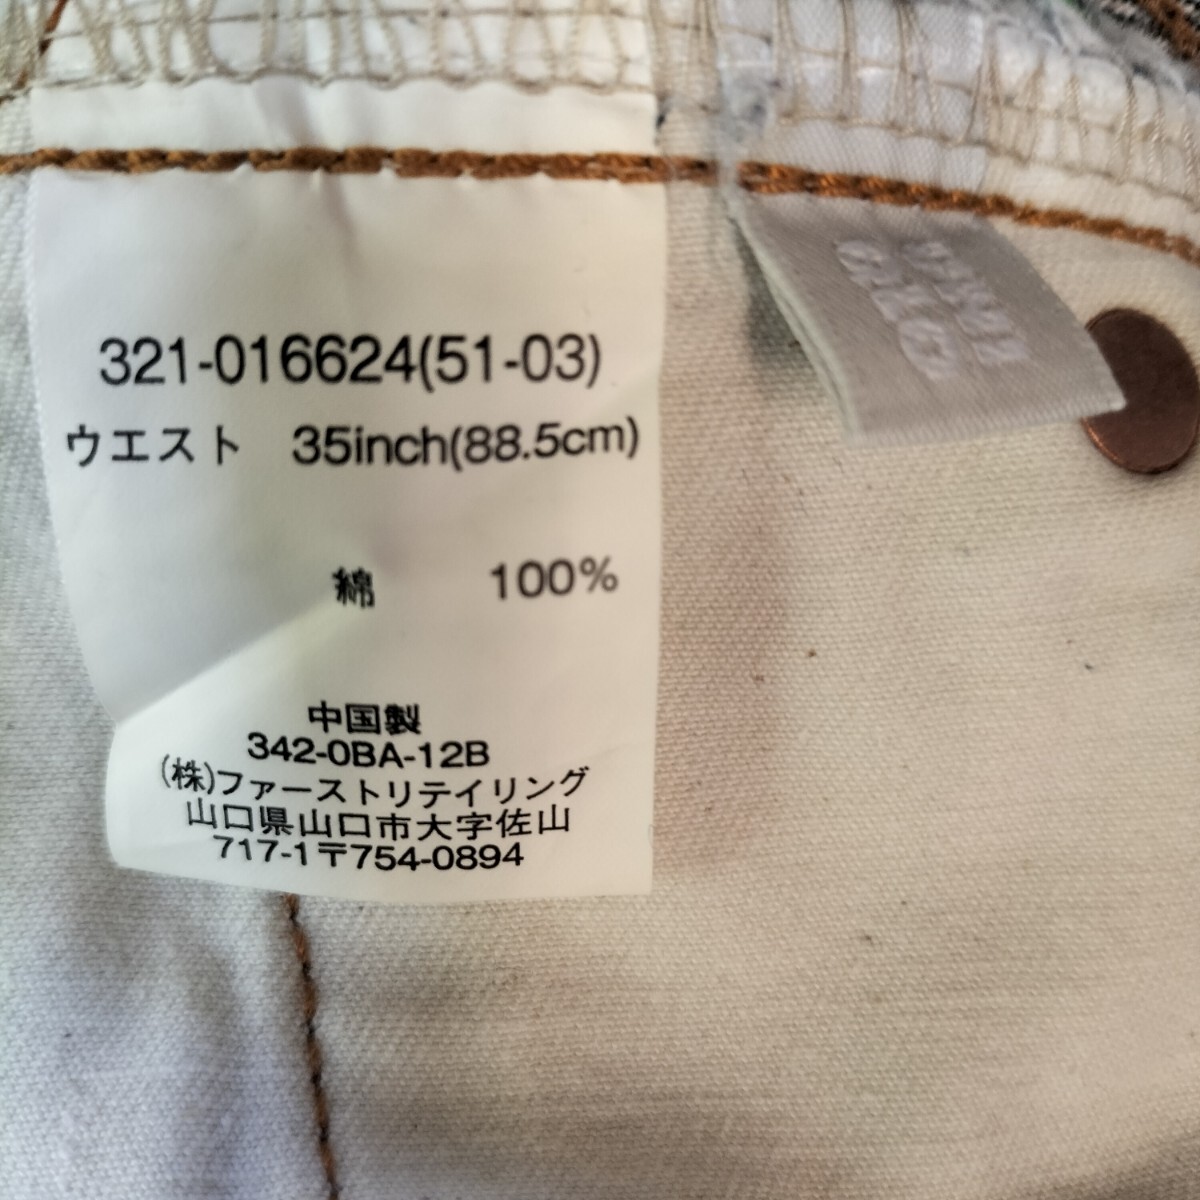 321-016624(51-03)
ウエスト 35inch(88.5cm)
綿 100%
中国製
342-0BA-12B
(株)ファーストリテイリング
山口県山口市大字佐山
717-1〒754-0894